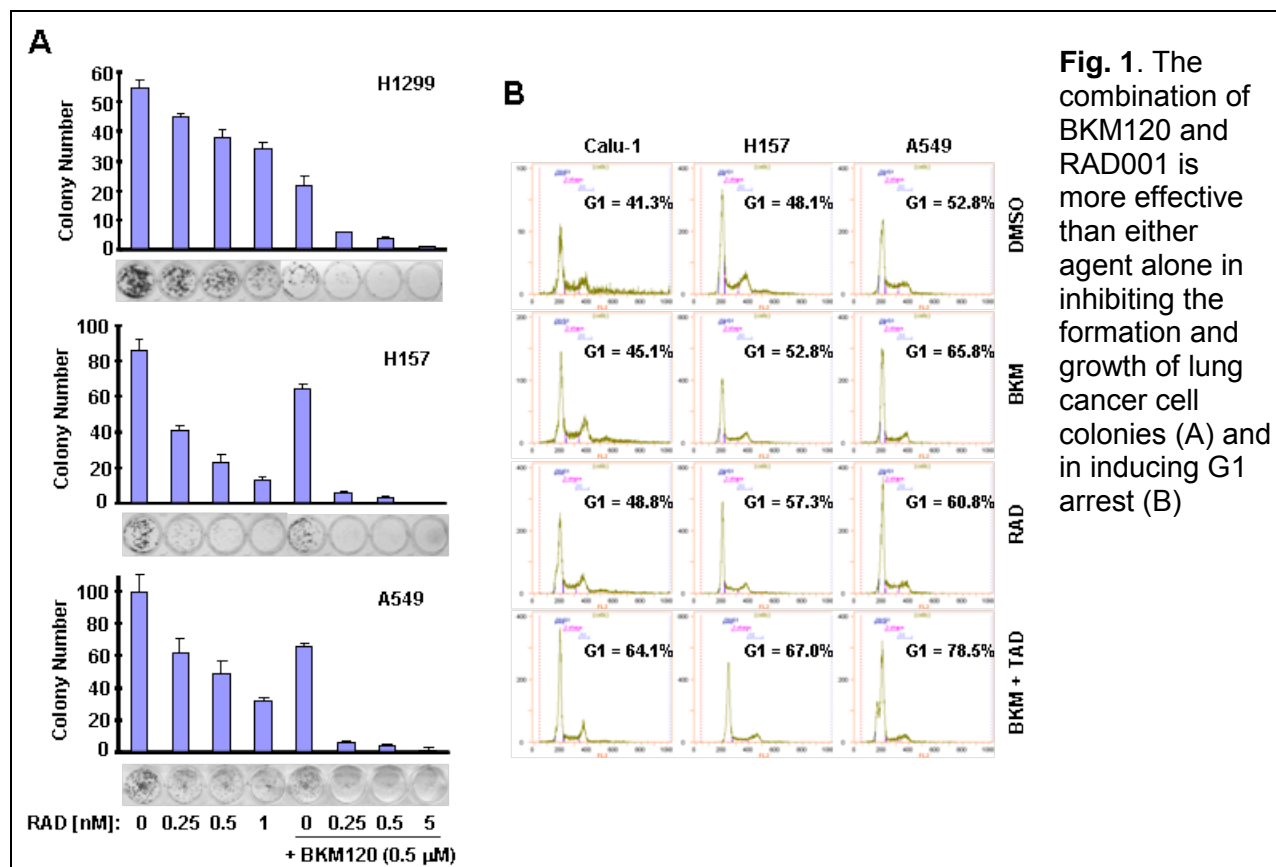 A
H1299
60
50
40
30
20
10
0
Colony Number
H157
100
80
60
40
20
0
Colony Number
A549
100
80
60
40
20
0
Colony Number
RAD [nM]: 0 0.25 0.5 1 0 0.25 0.5 5
+ BKM120 (0.5 µM)
B
Calu-1 H157 A549
G1 = 41.3% G1 = 48.1% G1 = 52.8%
DMSO
G1 = 45.1% G1 = 52.8% G1 = 65.8%
BKM
G1 = 48.8% G1 = 57.3% G1 = 60.8%
RAD
G1 = 64.1% G1 = 67.0% G1 = 78.5%
BKM + TAD
Fig. 1. The
combination of
BKM120 and
RAD001 is
more effective
than either
agent alone in
inhibiting the
formation and
growth of lung
cancer cell
colonies (A) and
in inducing G1
arrest (B)